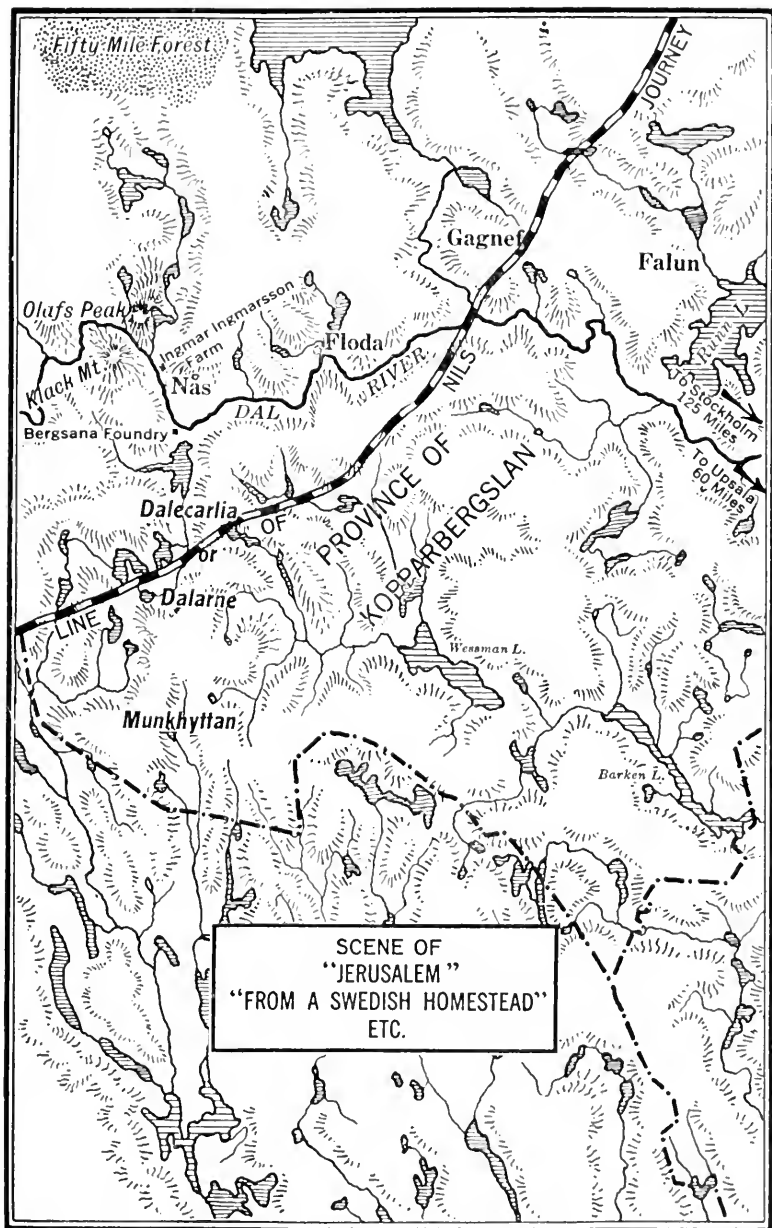 Fifty Mile Forest
LINE OF NILS JOURNEY
Gagnef
Falun
Olafs Peak
Ingmar Ingmarsson
Farm
Runn L.
Klack Mt.
Nås
Floda
DAL RIVER
To Stockholm
125 Miles
Bergsana Foundry
To Upsala
60 Miles
Dalecarlia
or
Dalarne
PROVINCE OF
KOPPARBERGSLAN
Wessman L.
Munkhyttan
Barken L.
SCENE OF
"JERUSALEM"
"FROM A SWEDISH HOMESTEAD"
ETC.